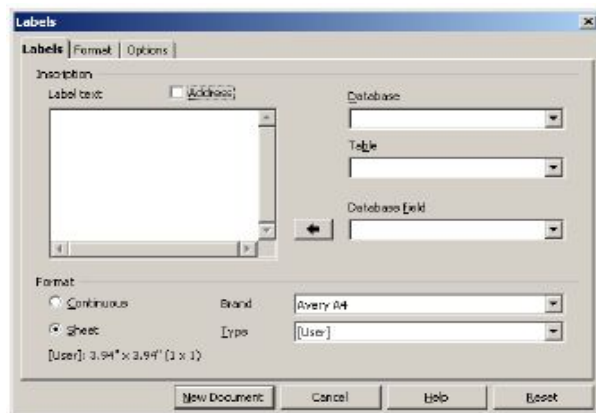 Labels
Labels Format Options
Inscription
Label text Address
Database
Table
Database field
Format
Continuous Brand Avery A4
Sheet Type [User]
[User]: 3.94" x 3.94" (1 x 1)
New Document Cancel Help Reset